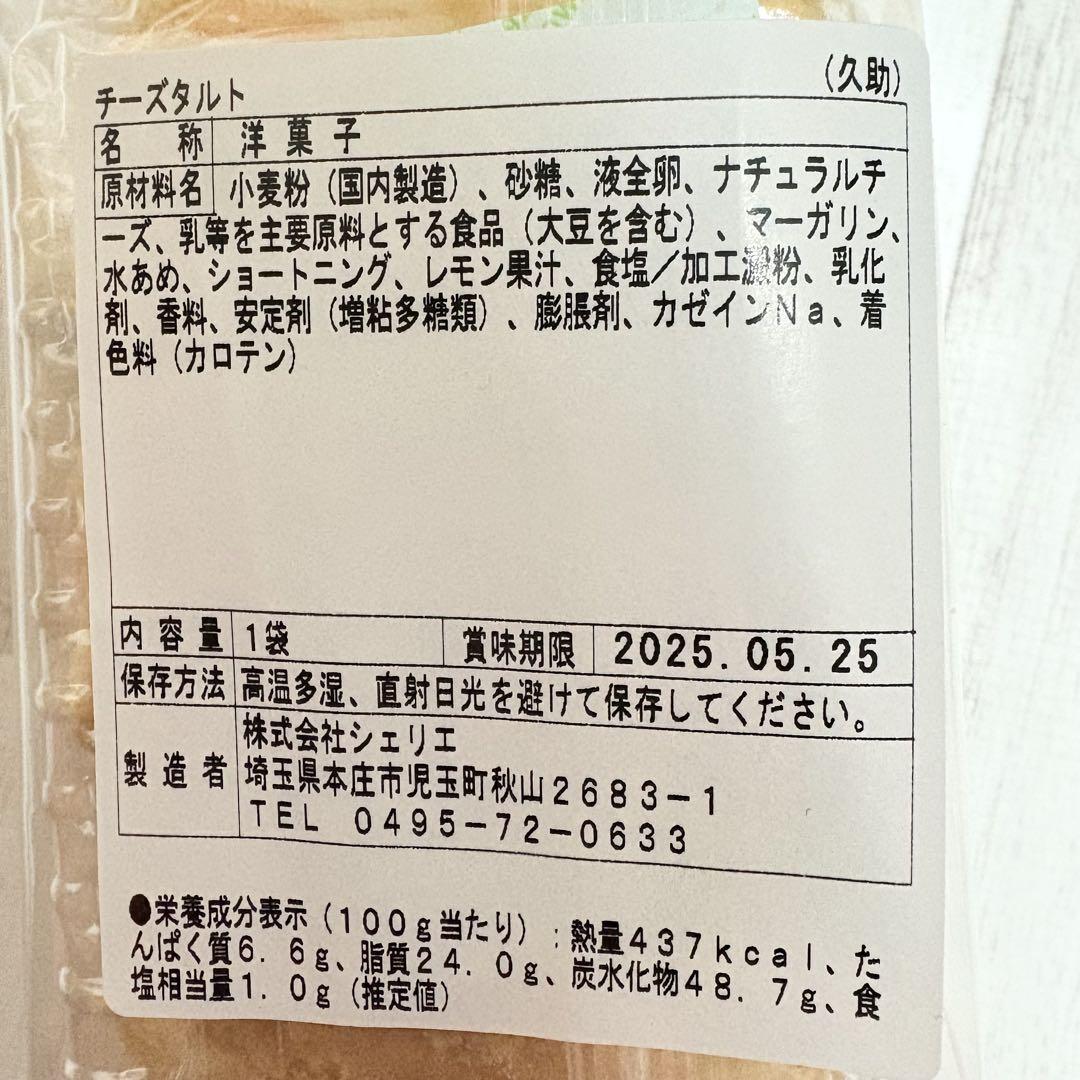 チーズタルト (久助)
名称 洋菓子
原材料名 小麦粉（国内製造）、砂糖、液全卵、ナチュラルチ
ーズ、乳等を主要原料とする食品（大豆を含む）、マーガリン、
水あめ、ショートニング、レモン果汁、食塩／加工澱粉、乳化
剤、香料、安定剤（増粘多糖類）、膨脹剤、カゼインＮａ、着
色料（カロテン）
内容量 1袋 賞味期限 2025.05.25
保存方法 高温多湿、直射日光を避けて保存してください。
製造者 株式会社シェリエ
埼玉県本庄市児玉町秋山２６８３−１
ＴＥＬ ０４９５−７２−０６３３
●栄養成分表示（１００ｇ当たり）：熱量４３７ｋｃａｌ、た
んぱく質６．６ｇ、脂質２４．０ｇ、炭水化物４８．７ｇ、食
塩相当量１．０ｇ（推定値）